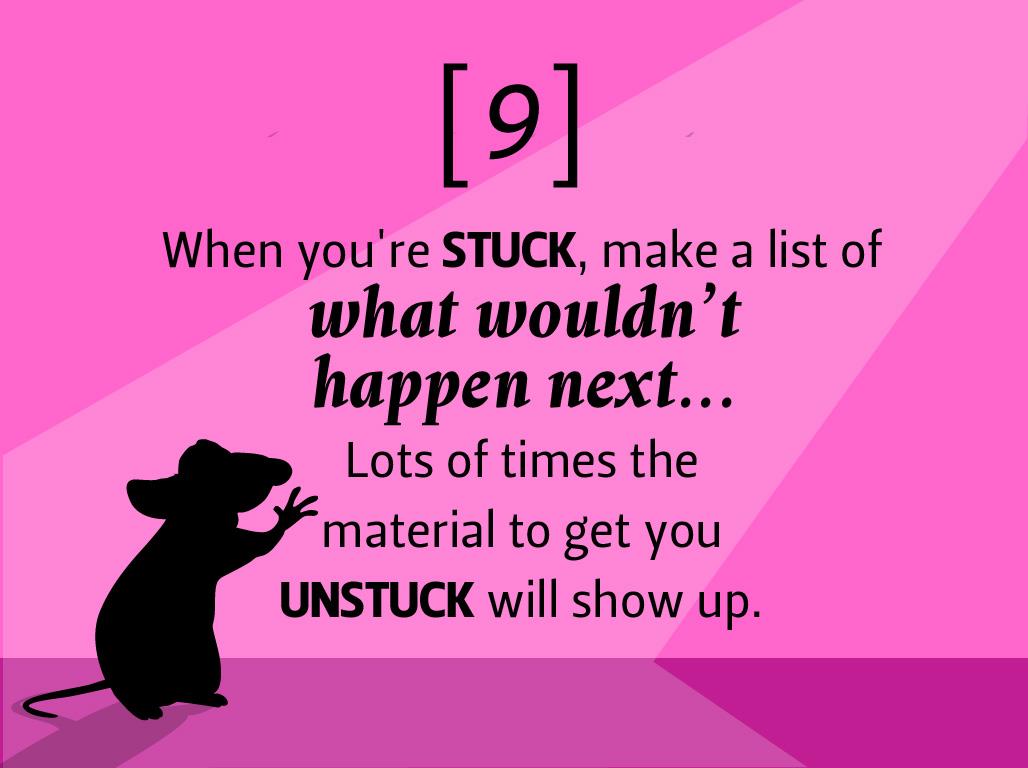 [9]
When you're STUCK, make a list of
what wouldn’t
happen next...
Lots of times the
material to get you
UNSTUCK will show up.